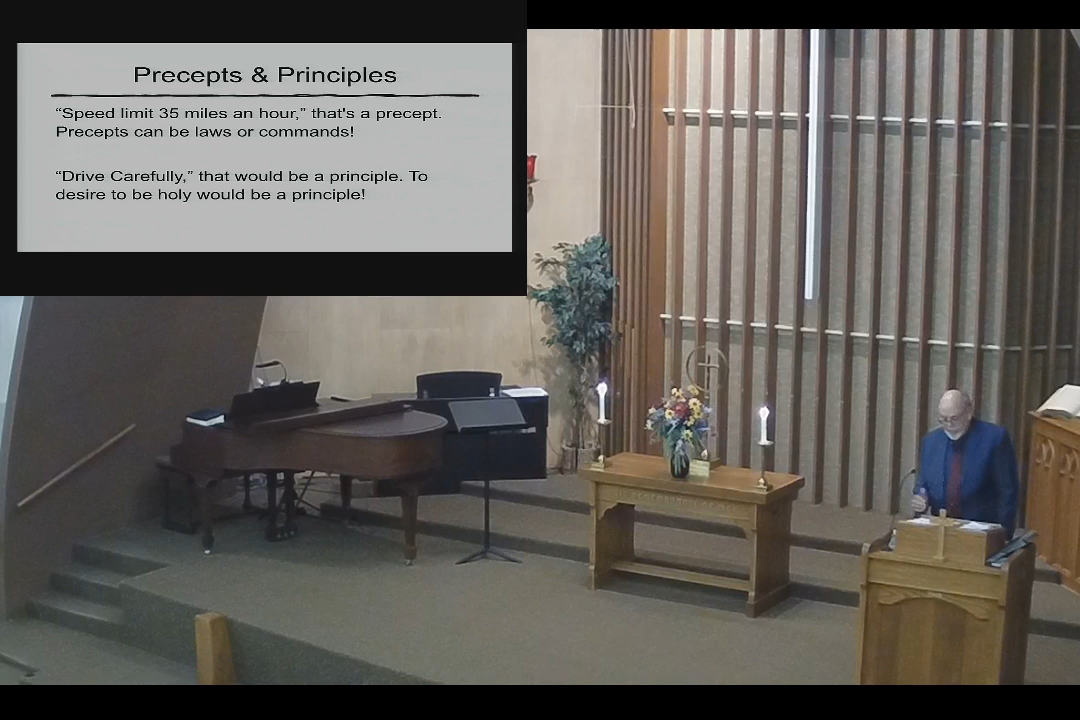 Precepts & Principles
“Speed limit 35 miles an hour,” that's a precept.
Precepts can be laws or commands!
“Drive Carefully,” that would be a principle. To
desire to be holy would be a principle!